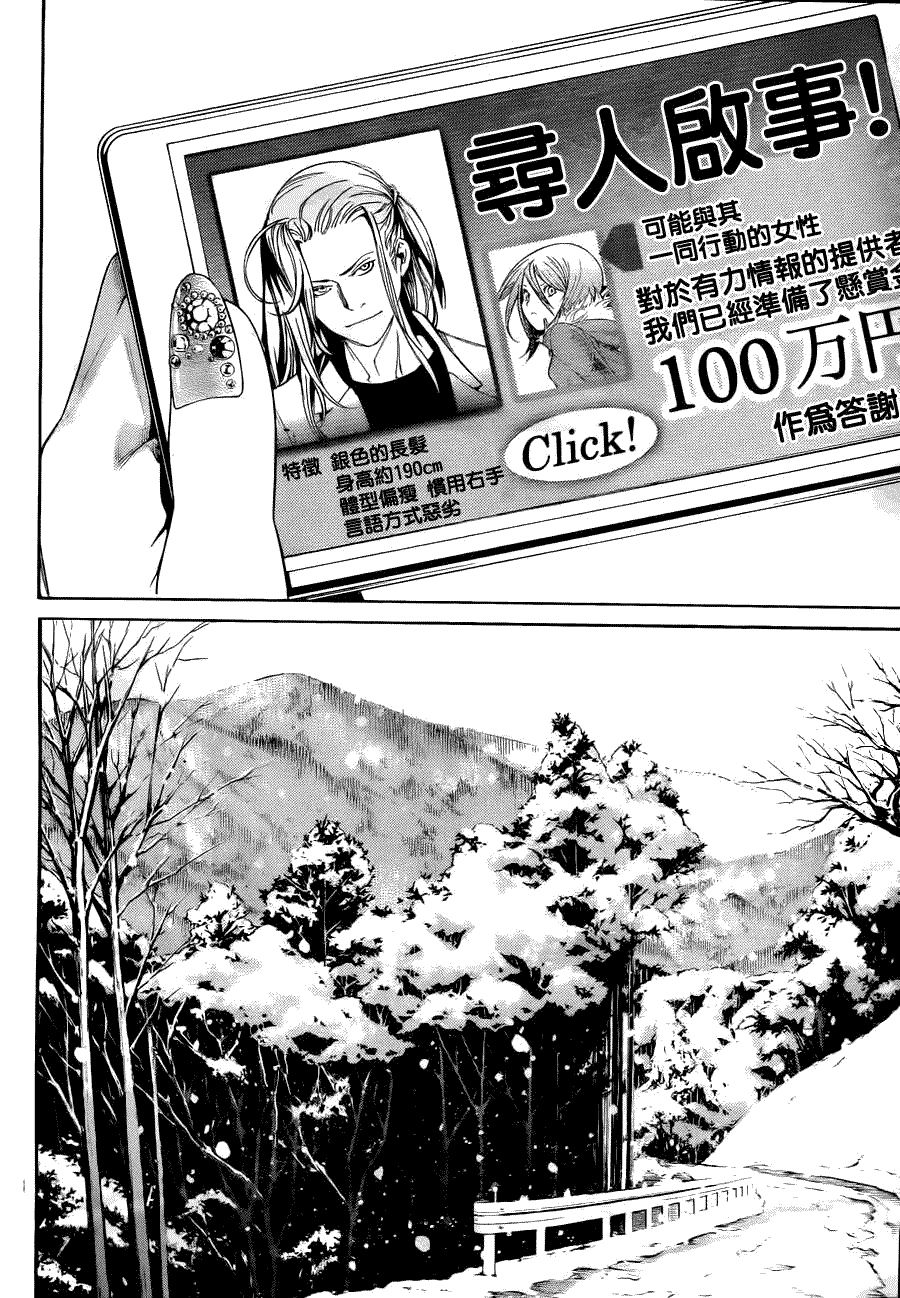 尋人啟事!
可能與其
一同行動的女性
對於有力情報的提供者
我們已經準備了懸賞金
100万円
作爲答謝
Click!
特徵 銀色的長髮
身高約190cm
體型偏瘦 慣用右手
言語方式惡劣